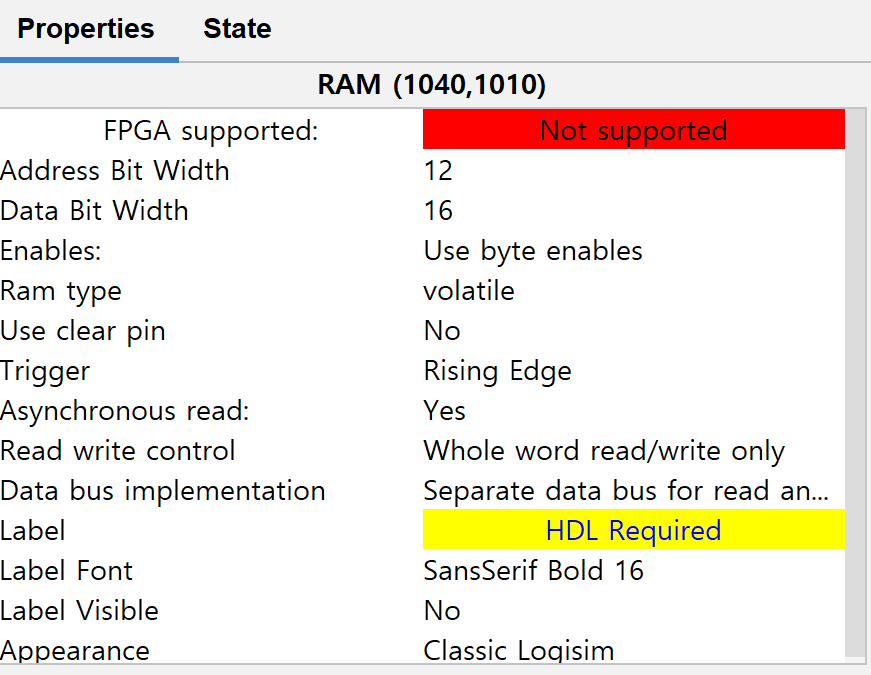 Properties State
RAM (1040,1010)
FPGA supported: Not supported
Address Bit Width 12
Data Bit Width 16
Enables: Use byte enables
Ram type volatile
Use clear pin No
Trigger Rising Edge
Asynchronous read: Yes
Read write control Whole word read/write only
Data bus implementation Separate data bus for read an...
Label HDL Required
Label Font SansSerif Bold 16
Label Visible No
Appearance Classic Logisim